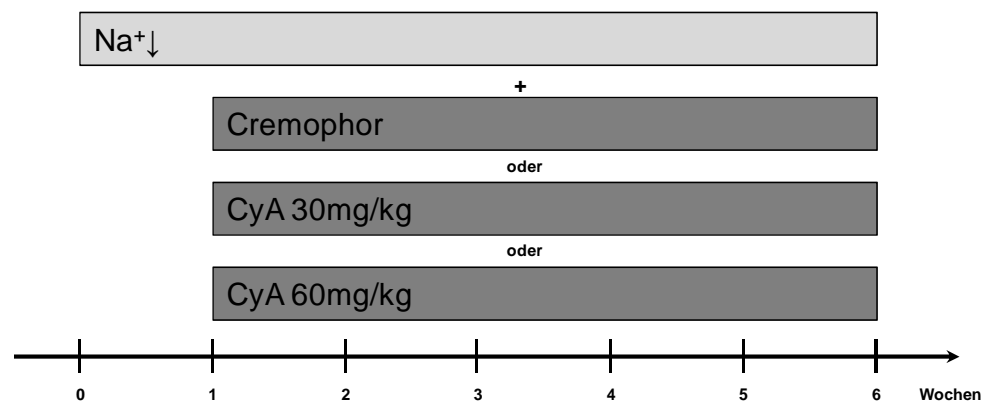 Na⁺↓
+
Cremophor
oder
CyA 30mg/kg
oder
CyA 60mg/kg
0 1 2 3 4 5 6 Wochen